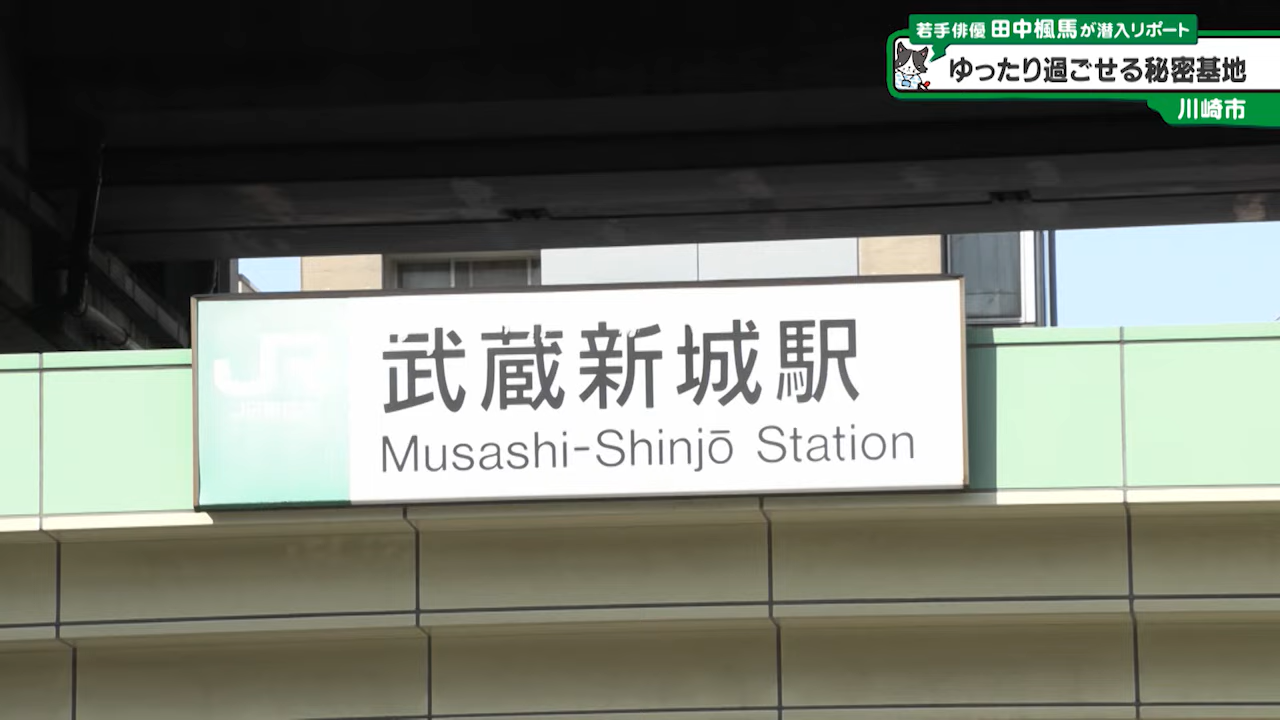 若手俳優 田中楓馬が潜入リポート
ゆったり過ごせる秘密基地
川崎市
JR
武蔵新城駅
Musashi-Shinjō Station